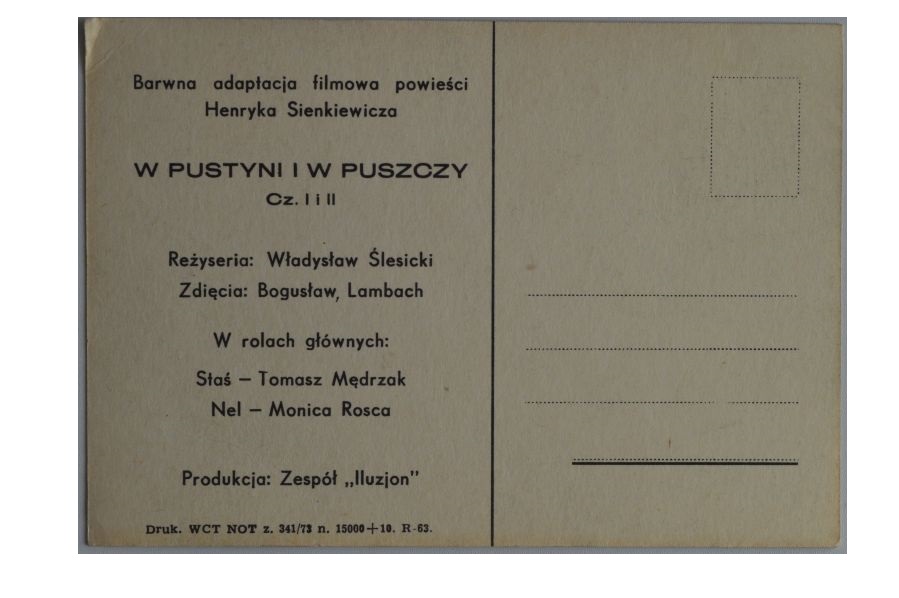 Barwna adaptacja filmowa powieści
Henryka Sienkiewicza
W PUSTYNI I W PUSZCZY
Cz. I i II
Reżyseria: Władysław Ślesicki
Zdięcia: Bogusław, Lambach
W rolach głównych:
Staś – Tomasz Mędrzak
Nel – Monica Rosca
Produkcja: Zespół „Iluzjon”
Druk. WCT NOT z. 341/73 n. 15000+10. R-63.